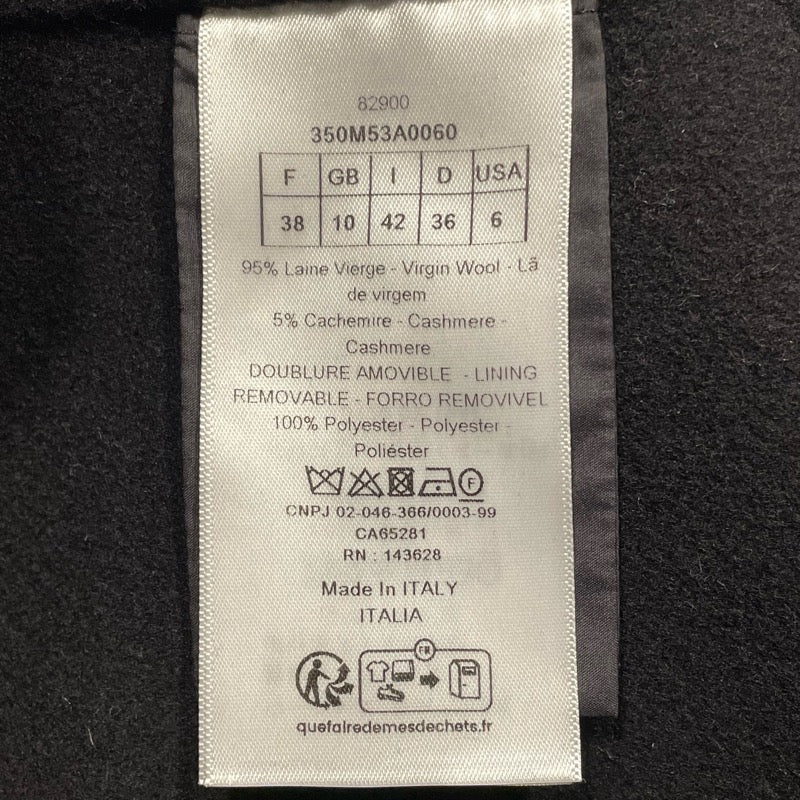 82900
350M53A0060
F GB I D USA
38 10 42 36 6
95% Laine Vierge - Virgin Wool - Lã
de virgem
5% Cachemire - Cashmere -
Cashmere
DOUBLURE AMOVIBLE - LINING
REMOVABLE - FORRO REMOVIVEL
100% Polyester - Polyester -
Poliéster
F
CNPJ 02-046-366/0003-99
CA65281
RN : 143628
Made In ITALY
ITALIA
FR
quefairedemesdechets.fr